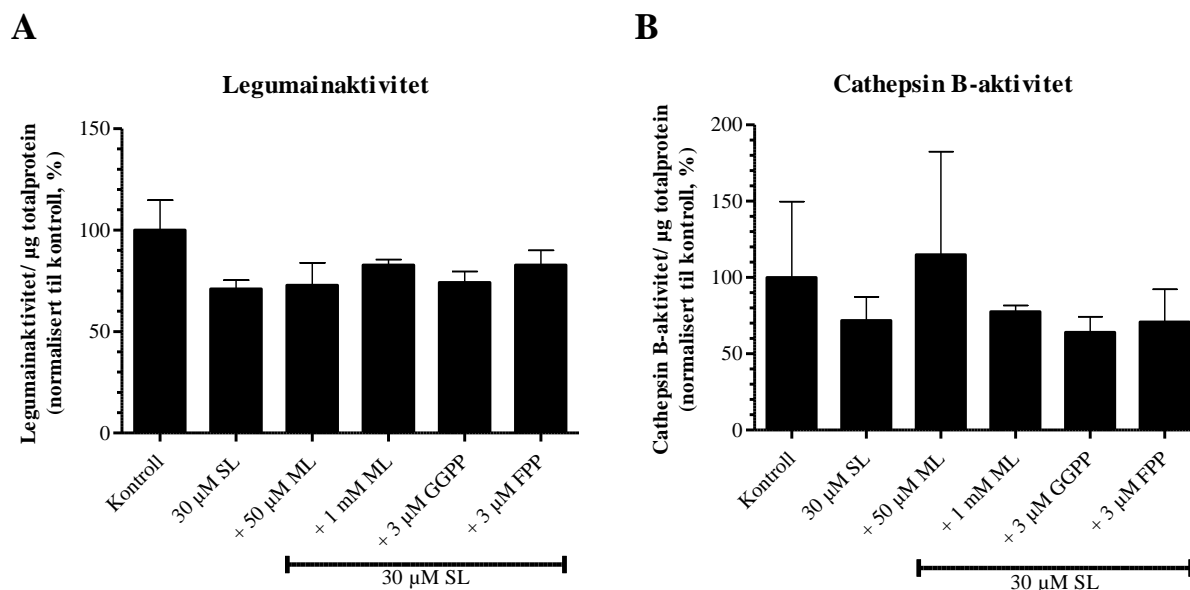 A
Legumainaktivitet
Legumainaktivitet/ µg totalprotein
(normalisert til kontroll, %)
150
100
50
0
Kontroll
30 µM SL
+ 50 µM ML
+ 1 mM ML
+ 3 µM GGPP
+ 3 µM FPP
30 µM SL
B
Cathepsin B-aktivitet
Cathepsin B-aktivitet/ µg totalprotein
(normalisert til kontroll, %)
200
150
100
50
0
Kontroll
30 µM SL
+ 50 µM ML
+ 1 mM ML
+ 3 µM GGPP
+ 3 µM FPP
30 µM SL